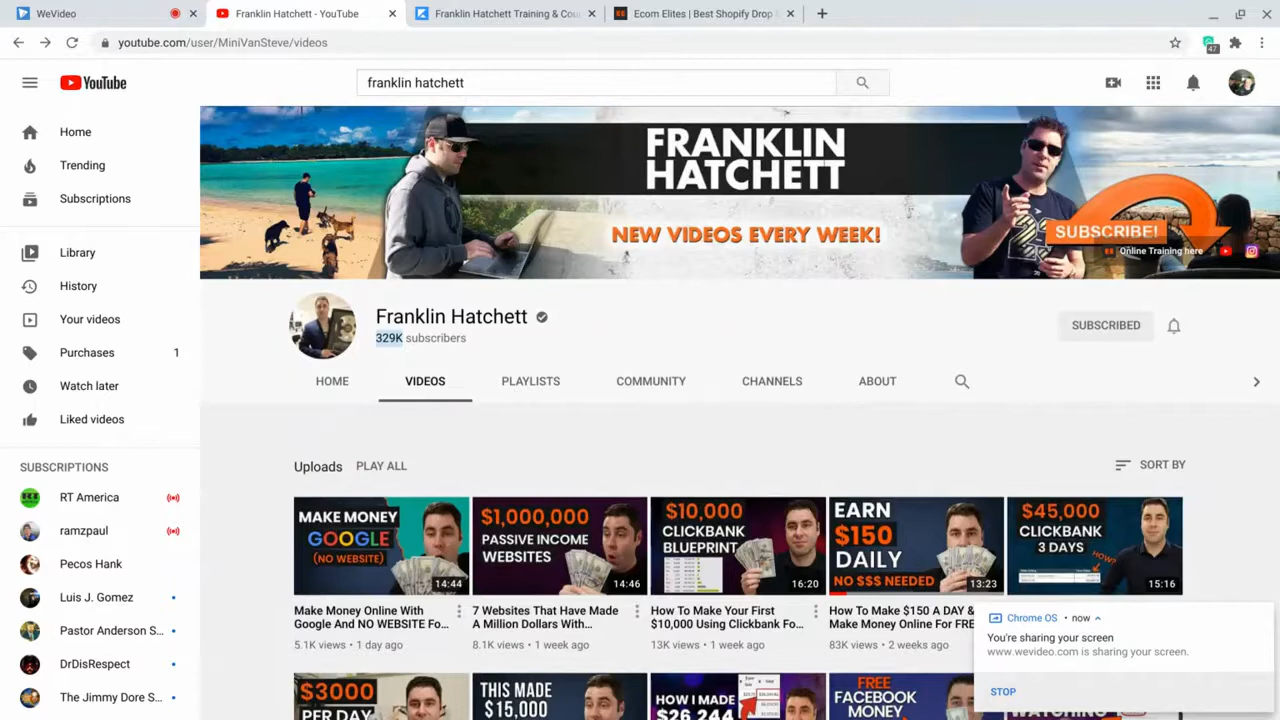 WeVideo
Franklin Hatchett - YouTube
Franklin Hatchett Training & Cou
Ecom Elites | Best Shopify Drop
youtube.com/user/MiniVanSteve/videos
47
YouTube
franklin hatchett
Home
Trending
Subscriptions
Library
History
Your videos
Purchases 1
Watch later
Liked videos
SUBSCRIPTIONS
RT America
ramzpaul
Pecos Hank
Luis J. Gomez
Pastor Anderson S...
DrDisRespect
The Jimmy Dore S...
FRANKLIN
HATCHETT
NEW VIDEOS EVERY WEEK!
SUBSCRIBE!
Online Training here
Franklin Hatchett
329K subscribers
SUBSCRIBED
HOME VIDEOS PLAYLISTS COMMUNITY CHANNELS ABOUT
Uploads PLAY ALL
SORT BY
MAKE MONEY
GOOGLE
(NO WEBSITE)
14:44
Make Money Online With
Google And NO WEBSITE Fo...
5.1K views • 1 day ago
$1,000,000
PASSIVE INCOME
WEBSITES
14:46
7 Websites That Have Made
A Million Dollars With...
8.1K views • 1 week ago
$10,000
CLICKBANK
BLUEPRINT
16:20
How To Make Your First
$10,000 Using Clickbank Fo...
13K views • 1 week ago
EARN
$150
DAILY
NO $$$ NEEDED
13:23
How To Make $150 A DAY &
Make Money Online For FRE
83K views • 2 weeks ago
$45,000
CLICKBANK
3 DAYS
HOW?
15:16
$3000
PER DAY
THIS MADE
$15,000
HOW I MADE
$26,244
FREE
FACEBOOK
MONEY
WATCHING
Chrome OS • now
You're sharing your screen
www.wevideo.com is sharing your screen.
STOP